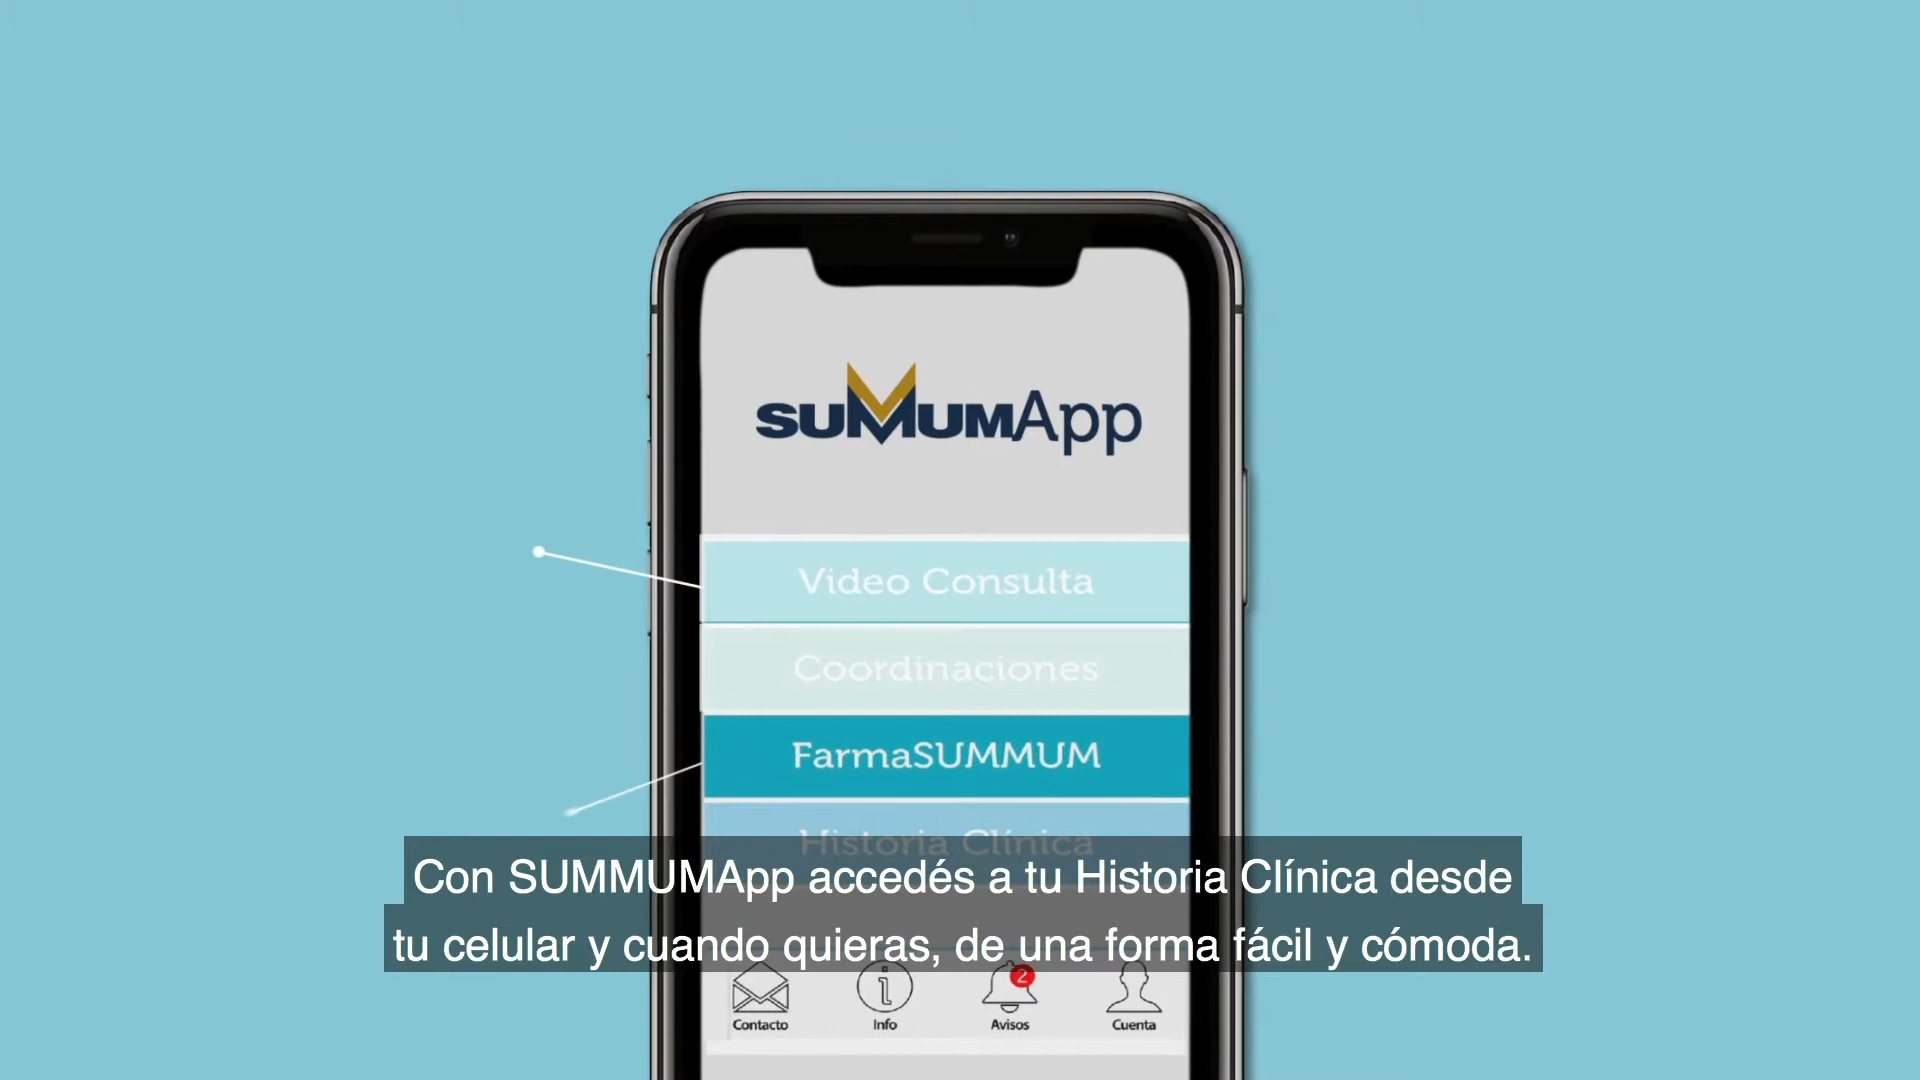 SUMMUMApp
Video Consulta
Coordinaciones
FarmaSUMMUM
Historia Clínica
Con SUMMUMApp accedés a tu Historia Clínica desde
tu celular y cuando quieras, de una forma fácil y cómoda.
2
Contacto Info Avisos Cuenta